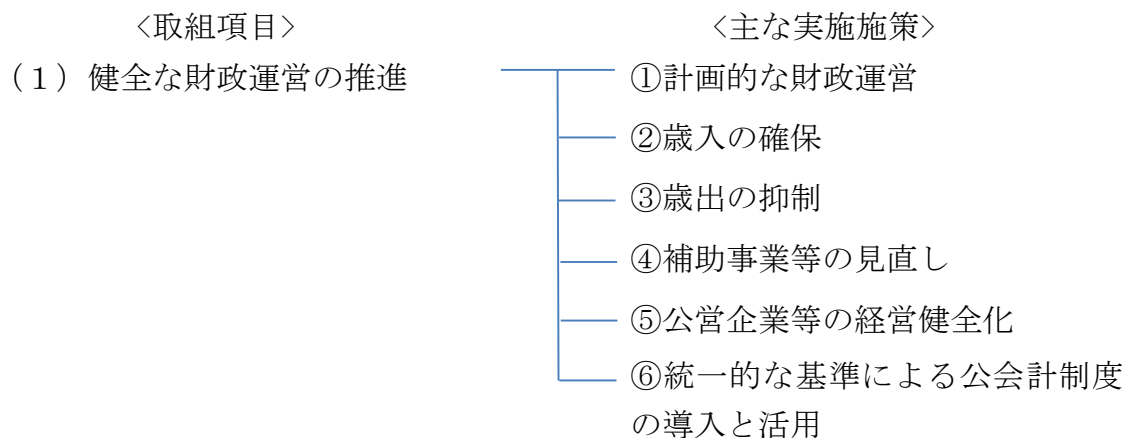 <取組項目> <主な実施施策>
(1)健全な財政運営の推進 ①計画的な財政運営
②歳入の確保
③歳出の抑制
④補助事業等の見直し
⑤公営企業等の経営健全化
⑥統一的な基準による公会計制度
の導入と活用